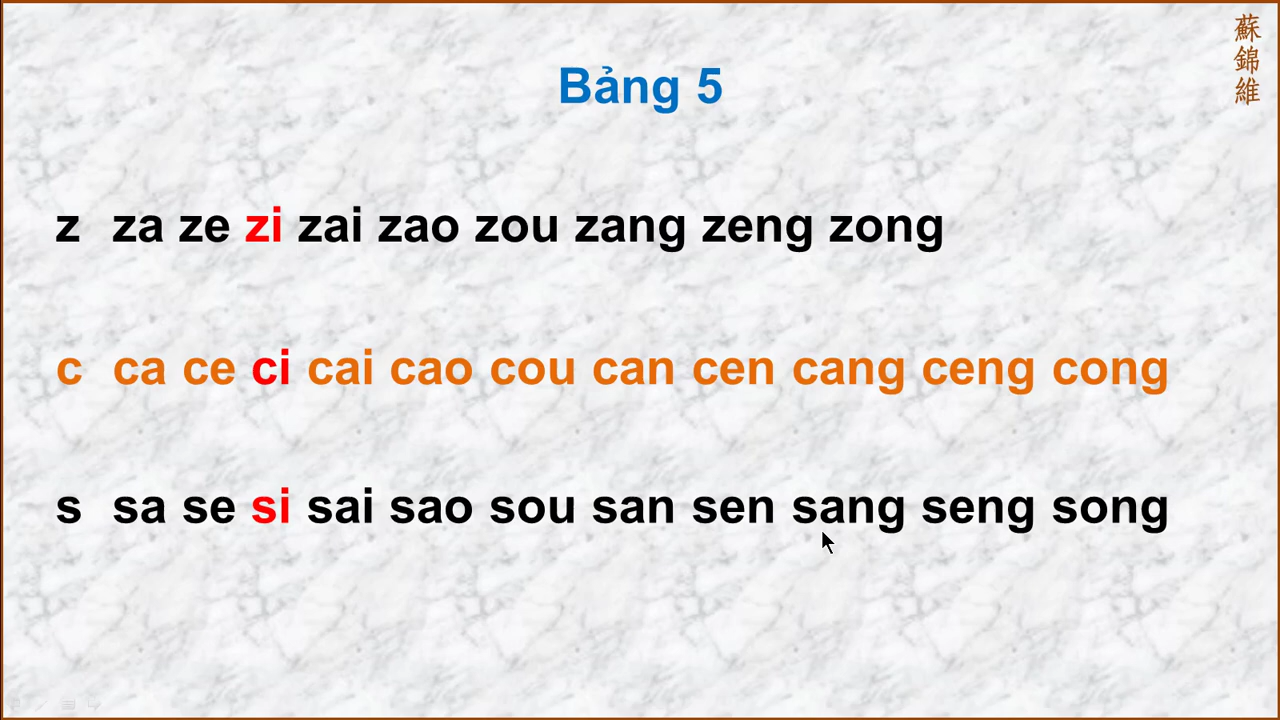 Bảng 5
蘇錦維
z za ze zi zai zao zou zang zeng zong
c ca ce ci cai cao cou can cen cang ceng cong
s sa se si sai sao sou san sen sang seng song